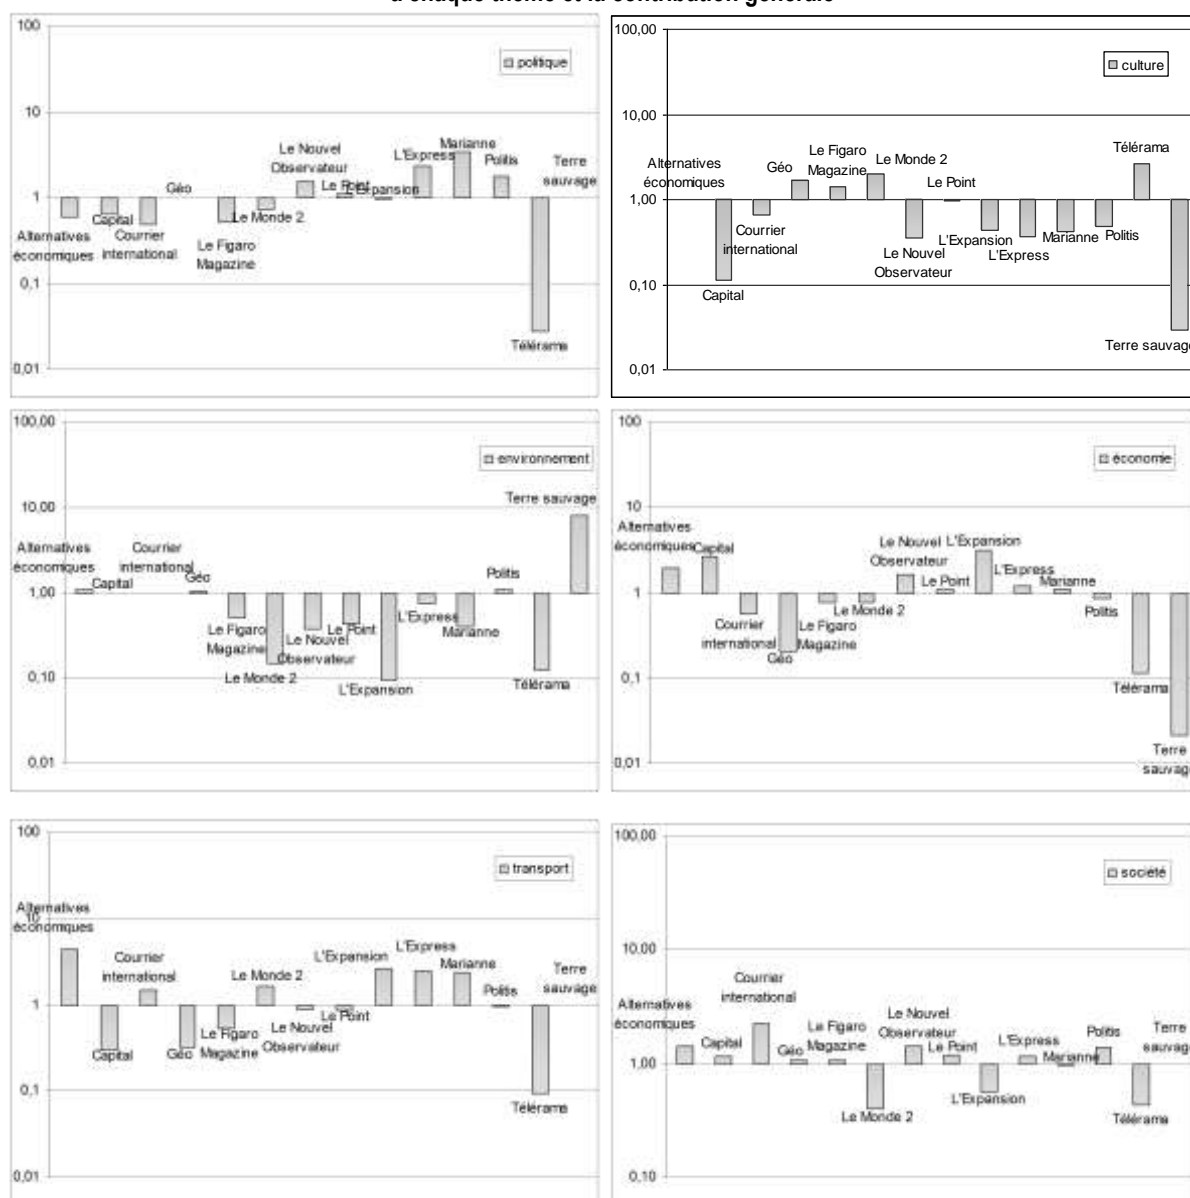 à chaque thème et la contribution générale
100
10
1
0,1
0,01
politique
Alternatives
économiques
Capital
Courrier
international
Géo
Le Figaro
Magazine
Le Monde 2
Le Nouvel
Observateur
Le Point
L'Expansion
L'Express
Marianne
Politis
Télérama
Terre
sauvage
100,00
10,00
1,00
0,10
0,01
culture
Alternatives
économiques
Capital
Courrier
international
Géo
Le Figaro
Magazine
Le Monde 2
Le Nouvel
Observateur
Le Point
L'Expansion
L'Express
Marianne
Politis
Télérama
Terre sauvage
100,00
10,00
1,00
0,10
0,01
environnement
Alternatives
économiques
Capital
Courrier
international
Géo
Le Figaro
Magazine
Le Monde 2
Le Nouvel
Observateur
Le Point
L'Expansion
L'Express
Marianne
Politis
Télérama
Terre sauvage
100
10
1
0,1
0,01
économie
Alternatives
économiques
Capital
Courrier
international
Géo
Le Figaro
Magazine
Le Monde 2
Le Nouvel
Observateur
Le Point
L'Expansion
L'Express
Marianne
Politis
Télérama
Terre
sauvage
100
10
1
0,1
0,01
transport
Alternatives
économiques
Capital
Courrier
international
Géo
Le Figaro
Magazine
Le Monde 2
Le Nouvel
Observateur
Le Point
L'Expansion
L'Express
Marianne
Politis
Télérama
Terre
sauvage
100,00
10,00
1,00
0,10
société
Alternatives
économiques
Capital
Courrier
international
Géo
Le Figaro
Magazine
Le Monde 2
Le Nouvel
Observateur
Le Point
L'Expansion
L'Express
Marianne
Politis
Télérama
Terre
sauvage